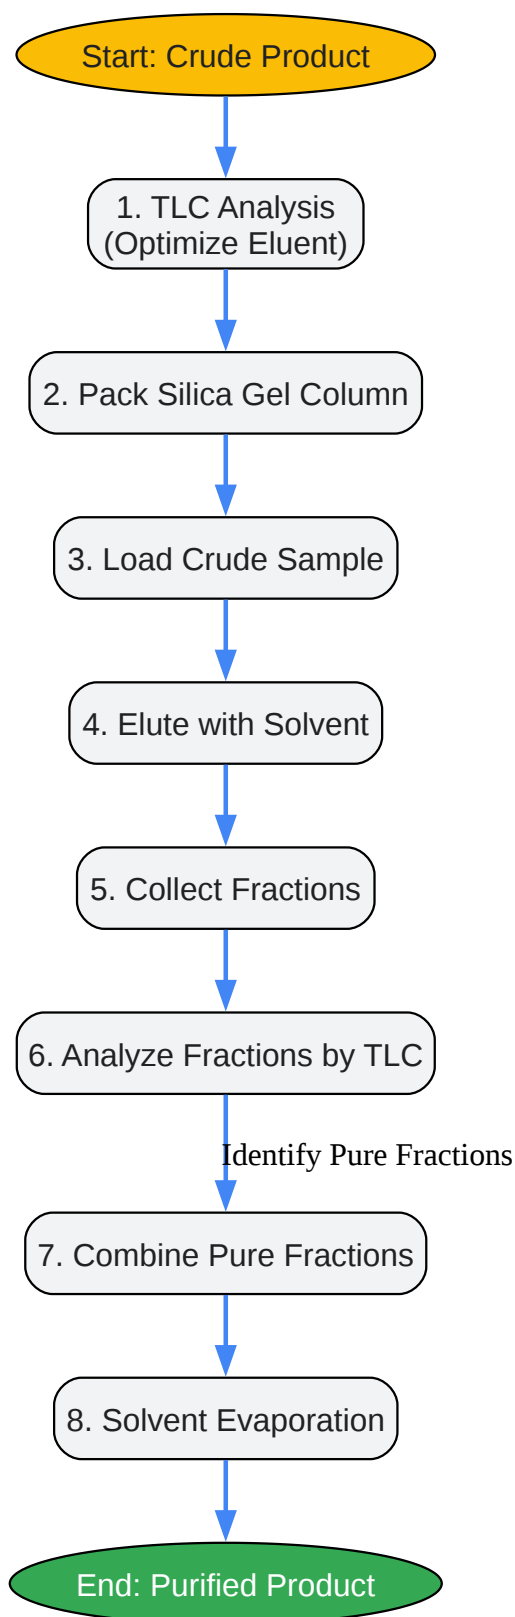 Start: Crude Product
1. TLC Analysis
(Optimize Eluent)
2. Pack Silica Gel Column
3. Load Crude Sample
4. Elute with Solvent
5. Collect Fractions
6. Analyze Fractions by TLC
Identify Pure Fractions
7. Combine Pure Fractions
8. Solvent Evaporation
End: Purified Product